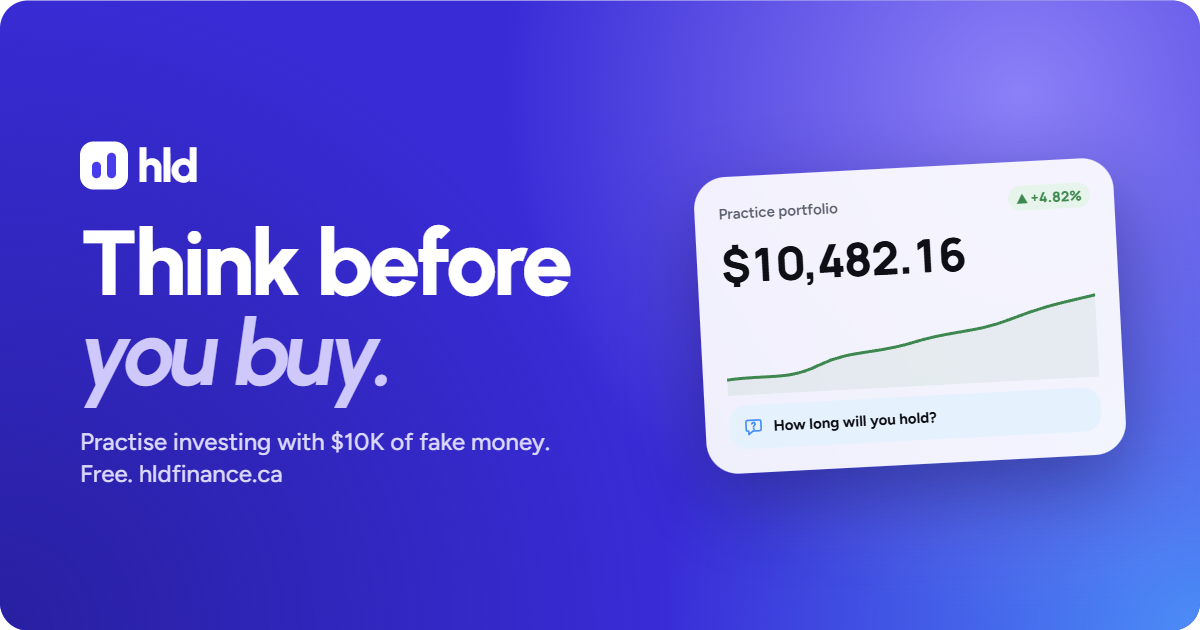 hld
Think before
you buy.
Practise investing with $10K of fake money.
Free. hldfinance.ca
Practice portfolio
▲+4.82%
$10,482.16
How long will you hold?